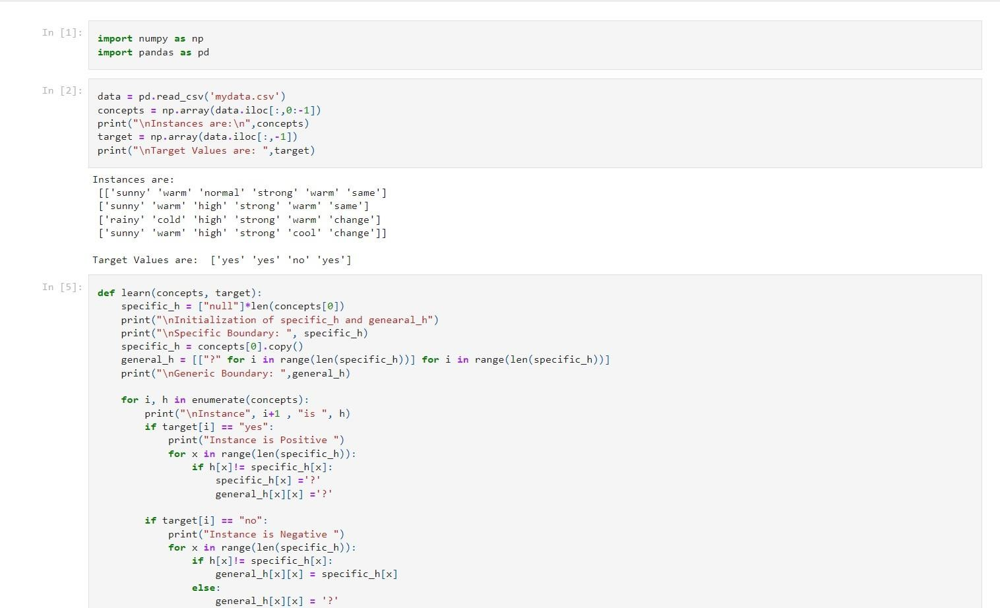 In [1]:
import numpy as np
import pandas as pd
In [2]:
data = pd.read_csv('mydata.csv')
concepts = np.array(data.iloc[:,0:-1])
print("\nInstances are:\n",concepts)
target = np.array(data.iloc[:,-1])
print("\nTarget Values are: ",target)
Instances are:
 [['sunny' 'warm' 'normal' 'strong' 'warm' 'same']
 ['sunny' 'warm' 'high' 'strong' 'warm' 'same']
 ['rainy' 'cold' 'high' 'strong' 'warm' 'change']
 ['sunny' 'warm' 'high' 'strong' 'cool' 'change']]
Target Values are:  ['yes' 'yes' 'no' 'yes']
In [5]:
def learn(concepts, target):
    specific_h = ["null"]*len(concepts[0])
    print("\nInitialization of specific_h and genearal_h")
    print("\nSpecific Boundary: ", specific_h)
    specific_h = concepts[0].copy()
    general_h = [["?" for i in range(len(specific_h))] for i in range(len(specific_h))]
    print("\nGeneric Boundary: ",general_h)
    for i, h in enumerate(concepts):
        print("\nInstance", i+1 , "is ", h)
        if target[i] == "yes":
            print("Instance is Positive ")
            for x in range(len(specific_h)):
                if h[x]!= specific_h[x]:
                    specific_h[x] ='?'
                    general_h[x][x] ='?'
        if target[i] == "no":
            print("Instance is Negative ")
            for x in range(len(specific_h)):
                if h[x]!= specific_h[x]:
                    general_h[x][x] = specific_h[x]
                else:
                    general_h[x][x] = '?'